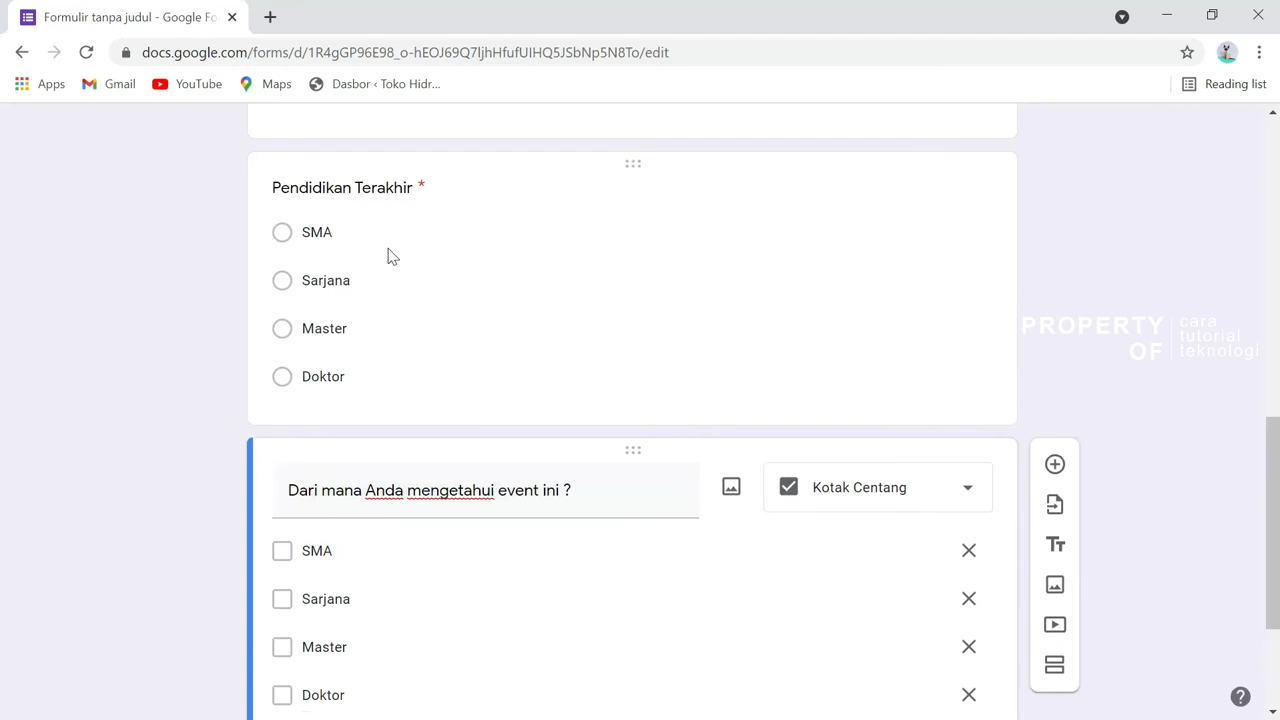 Formulir tanpa judul - Google Fo
docs.google.com/forms/d/1R4gGP96E98_o-hEOJ69Q7ljhHfufUIHQ5JSbNp5N8To/edit
Apps
Gmail
YouTube
Maps
Dasbor ‹ Toko Hidr...
Reading list
Pendidikan Terakhir *
SMA
Sarjana
Master
Doktor
PROPERTY OF
cara
tutorial
teknologi
Dari mana Anda mengetahui event ini ?
Kotak Centang
SMA
Sarjana
Master
Doktor